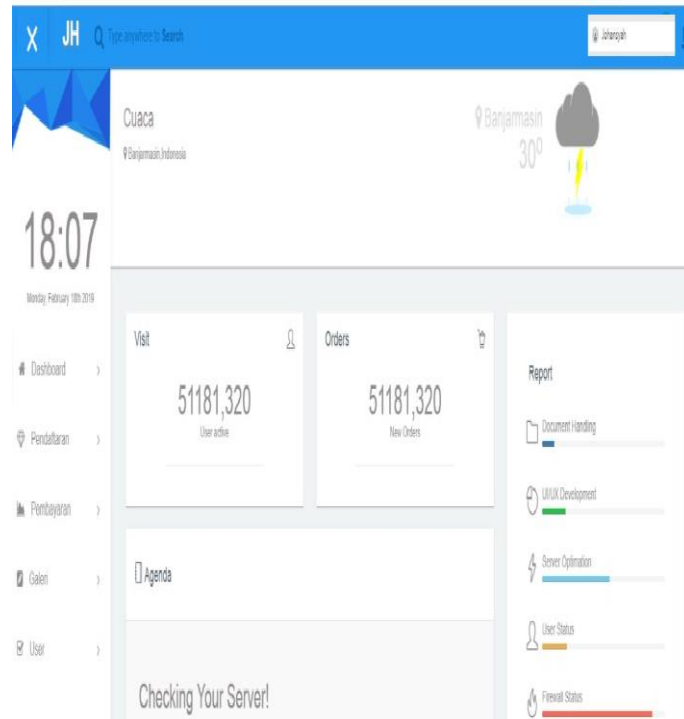 X JH Type anywhere to Search Johansyah
Cuaca
Banjarmasin, Indonesia
Banjarmasin
30⁰
18:07
Monday, February 18th 2019
Dashboard
Pendaftaran
Pembayaran
Galeri
User
Visit
51181,320
User active
Orders
51181,320
New Orders
Report
Document Handing
UI/UX Development
Server Optimation
User Status
Firewall Status
Agenda
Checking Your Server!